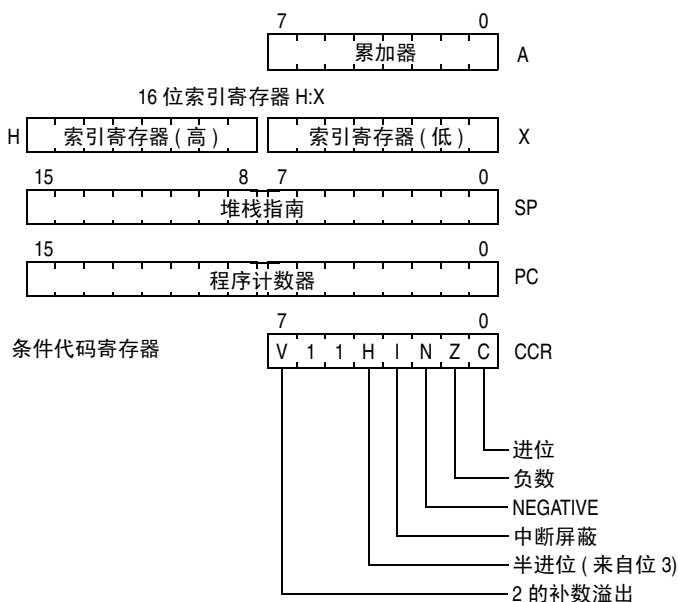 7 0
累加器 A
16 位索引寄存器 H:X
H 索引寄存器 ( 高 ) 索引寄存器 ( 低 ) X
15 8 7 0
堆栈指南 SP
15 0
程序计数器 PC
7 0
条件代码寄存器 V 1 1 H I N Z C CCR
进位
负数
NEGATIVE
中断屏蔽
半进位 ( 来自位 3)
2 的补数溢出